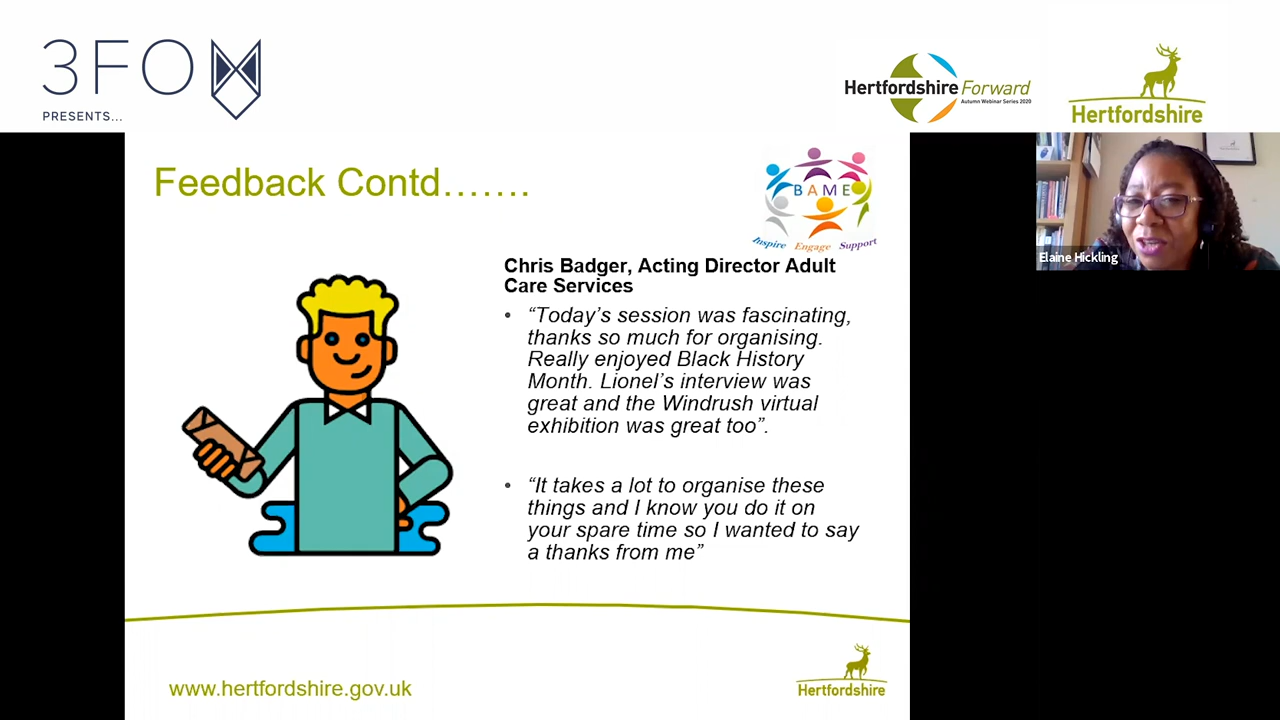 3FO
PRESENTS...
Hertfordshire Forward
Autumn Webinar Series 2020
Hertfordshire
Feedback Contd…….
BAME
Inspire Engage Support
Elaine Hickling
Chris Badger, Acting Director Adult
Care Services
• “Today’s session was fascinating,
thanks so much for organising.
Really enjoyed Black History
Month. Lionel’s interview was
great and the Windrush virtual
exhibition was great too”.
• “It takes a lot to organise these
things and I know you do it on
your spare time so I wanted to say
a thanks from me”
www.hertfordshire.gov.uk
Hertfordshire